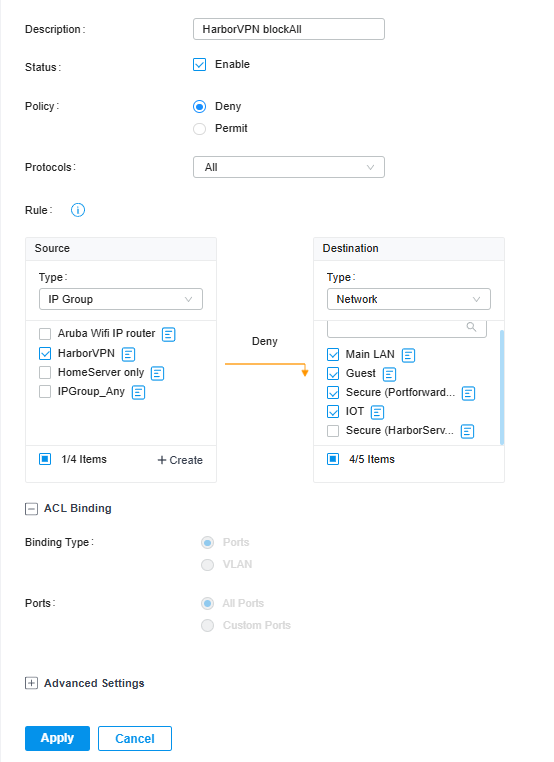 Description:
HarborVPN blockAll
Status:
Enable
Policy:
Deny
Permit
Protocols:
All
Rule:
Source
Type:
IP Group
Aruba Wifi IP router
HarborVPN
HomeServer only
IPGroup_Any
1/4 Items
+ Create
Deny
Destination
Type:
Network
Main LAN
Guest
Secure (Portforward...
IOT
Secure (HarborServ...
4/5 Items
ACL Binding
Binding Type:
Ports
VLAN
Ports:
All Ports
Custom Ports
Advanced Settings
Apply
Cancel